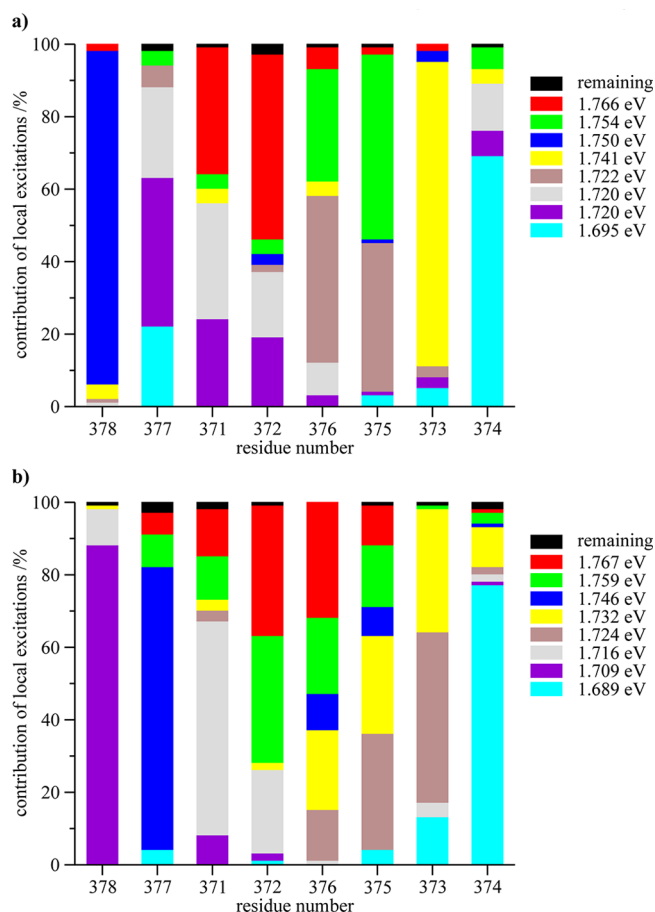 a)
100
80
60
40
20
0
contribution of local excitations /%
378 377 371 372 376 375 373 374
residue number
remaining
1.766 eV
1.754 eV
1.750 eV
1.741 eV
1.722 eV
1.720 eV
1.720 eV
1.695 eV
b)
100
80
60
40
20
0
contribution of local excitations /%
378 377 371 372 376 375 373 374
residue number
remaining
1.767 eV
1.759 eV
1.746 eV
1.732 eV
1.724 eV
1.716 eV
1.709 eV
1.689 eV